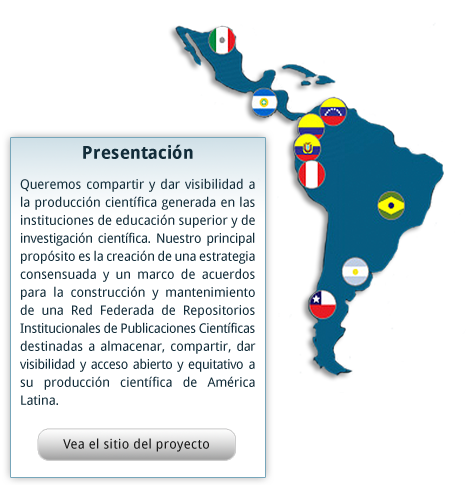 Presentación
Queremos compartir y dar visibilidad a
la producción científica generada en las
instituciones de educación superior y de
investigación científica. Nuestro principal
propósito es la creación de una estrategia
consensuada y un marco de acuerdos
para la construcción y mantenimiento
de una Red Federada de Repositorios
Institucionales de Publicaciones Científicas
destinadas a almacenar, compartir, dar
visibilidad y acceso abierto y equitativo a
su producción científica de América
Latina.
Vea el sitio del proyecto